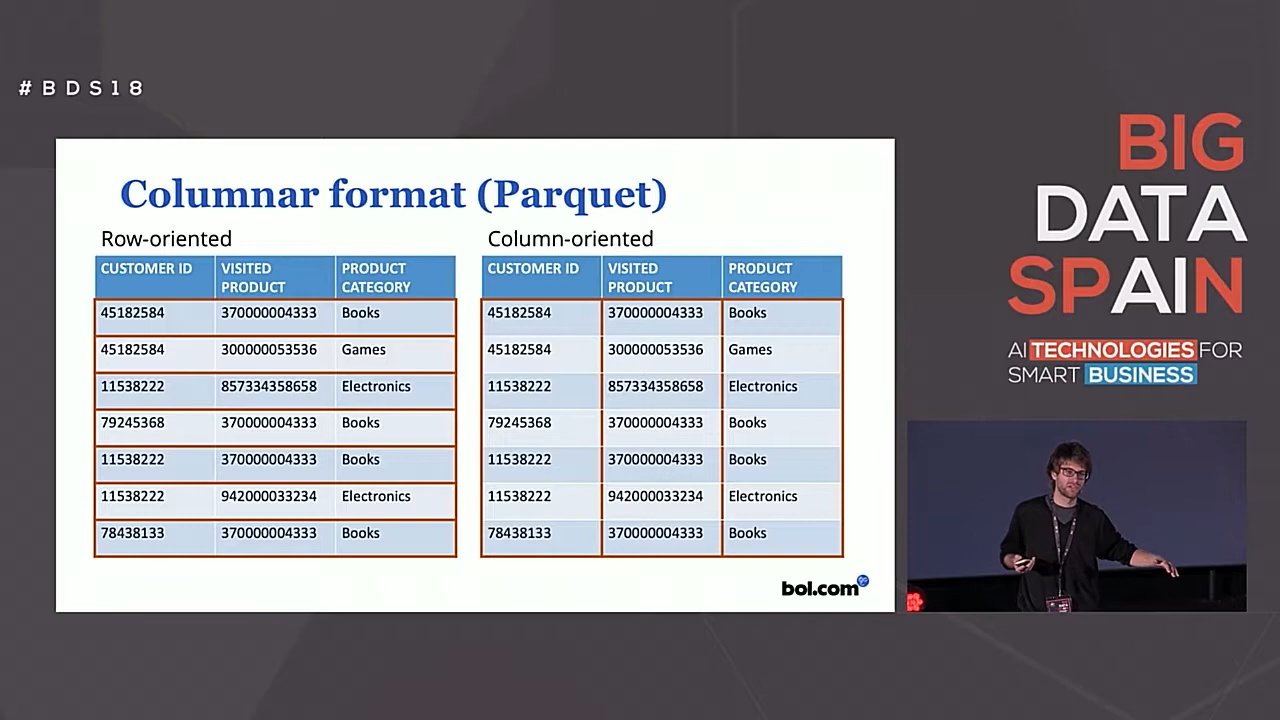 #BDS18
Columnar format (Parquet)
Row-oriented
CUSTOMER ID VISITED PRODUCT PRODUCT CATEGORY
45182584 370000004333 Books
45182584 300000053536 Games
11538222 857334358658 Electronics
79245368 370000004333 Books
11538222 370000004333 Books
11538222 942000033234 Electronics
78438133 370000004333 Books
Column-oriented
CUSTOMER ID VISITED PRODUCT PRODUCT CATEGORY
45182584 370000004333 Books
45182584 300000053536 Games
11538222 857334358658 Electronics
79245368 370000004333 Books
11538222 370000004333 Books
11538222 942000033234 Electronics
78438133 370000004333 Books
bol.com
BIG
DATA
SPAIN
AI TECHNOLOGIES FOR
SMART BUSINESS